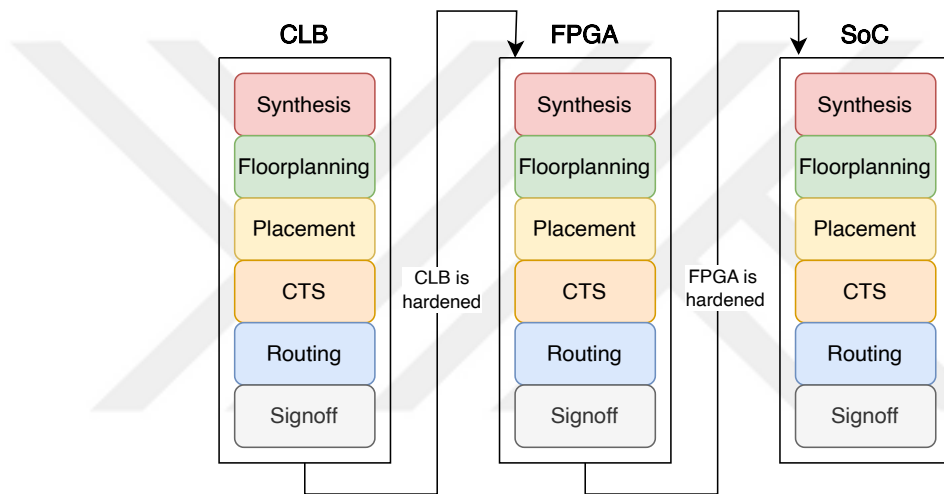 CLB
Synthesis
Floorplanning
Placement
CTS
Routing
Signoff
CLB is
hardened
FPGA
Synthesis
Floorplanning
Placement
CTS
Routing
Signoff
FPGA is
hardened
SoC
Synthesis
Floorplanning
Placement
CTS
Routing
Signoff